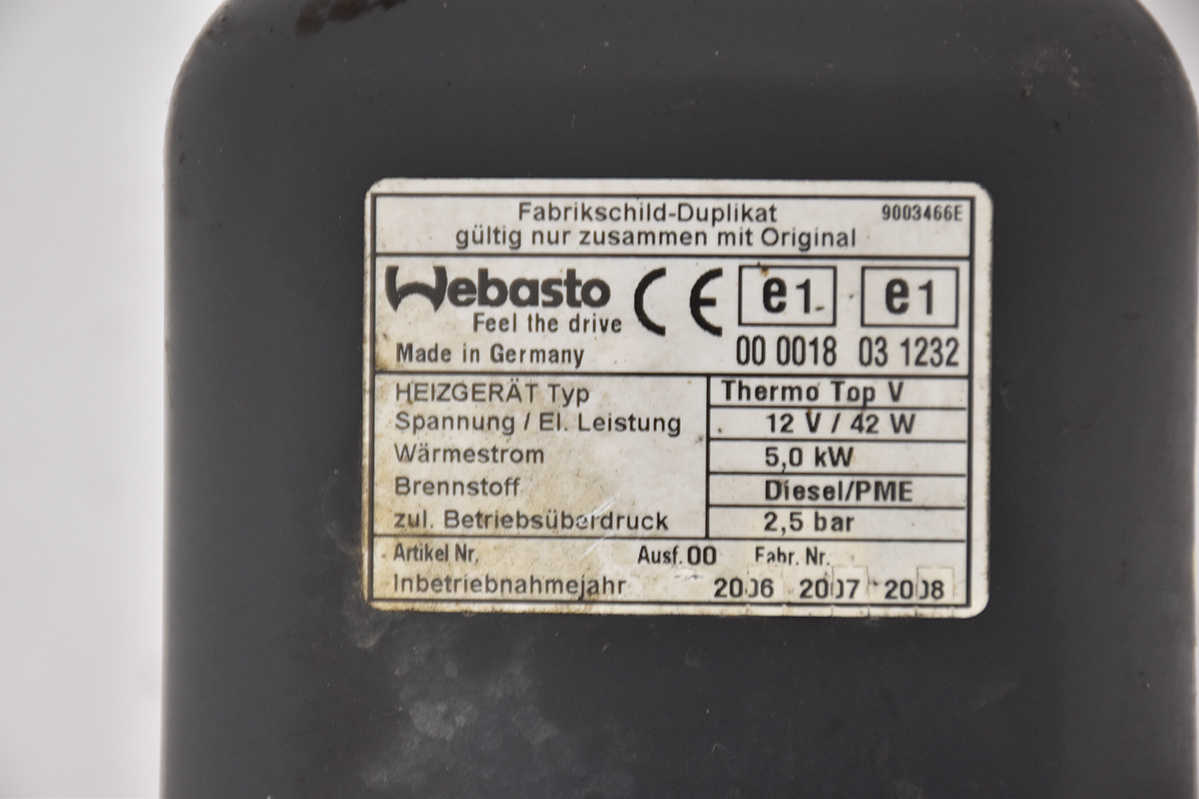 Fabrikschild-Duplikat 9003466E
gültig nur zusammen mit Original
Webasto CE e1 e1
Feel the drive
Made in Germany 00 0018 03 1232
HEIZGERÄT Typ Thermo Top V
Spannung / El. Leistung 12 V / 42 W
Wärmestrom 5,0 kW
Brennstoff Diesel/PME
zul. Betriebsüberdruck 2,5 bar
Artikel Nr. Ausf. 00 Fabr. Nr.
Inbetriebnahmejahr 2006 2007 2008